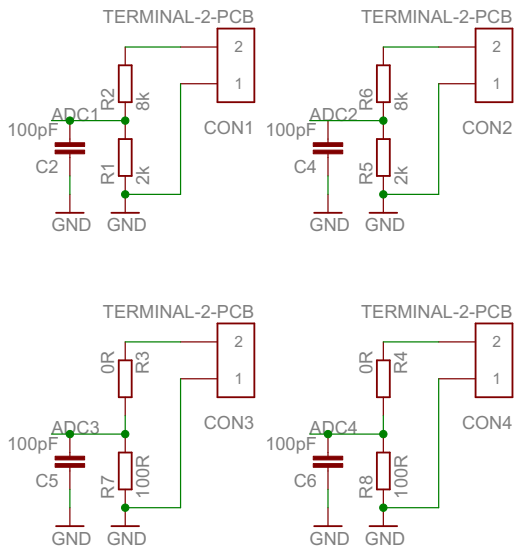 TERMINAL-2-PCB
2
1
R2
8k
ADC1
100pF
C2
R1
2k
CON1
GND
GND
TERMINAL-2-PCB
2
1
R6
8k
ADC2
100pF
C4
R5
2k
CON2
GND
GND
TERMINAL-2-PCB
2
1
0R
R3
ADC3
100pF
C5
R7
100R
CON3
GND
GND
TERMINAL-2-PCB
2
1
0R
R4
ADC4
100pF
C6
R8
100R
CON4
GND
GND